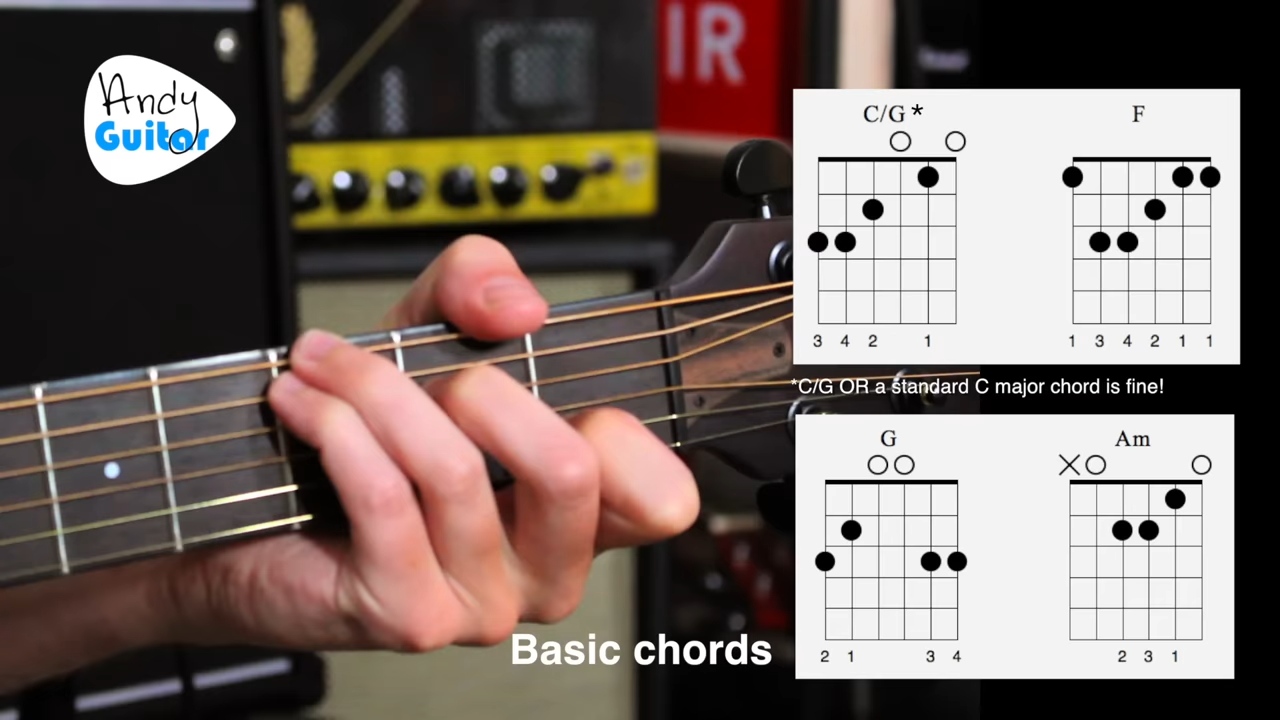 Andy
Guitar
IR
C/G*
F
3 4 2 1
1 3 4 2 1 1
*C/G OR a standard C major chord is fine!
G
Am
2 1 3 4
2 3 1
Basic chords